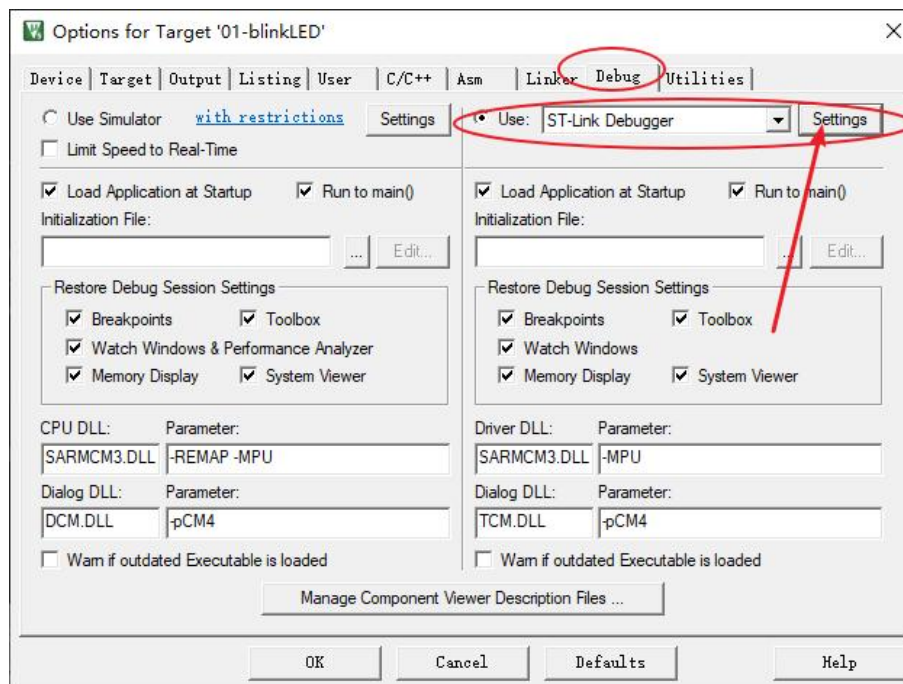 Options for Target '01-blinkLED'
Device Target Output Listing User C/C++ Asm Linker Debug Utilities
Use Simulator with restrictions Settings
Limit Speed to Real-Time
Use: ST-Link Debugger Settings
Load Application at Startup Run to main()
Initialization File:
... Edit...
Restore Debug Session Settings
Breakpoints Toolbox
Watch Windows & Performance Analyzer
Memory Display System Viewer
CPU DLL: Parameter:
SARMCM3.DLL -REMAP -MPU
Dialog DLL: Parameter:
DCM.DLL -pCM4
Warn if outdated Executable is loaded
Load Application at Startup Run to main()
Initialization File:
... Edit...
Restore Debug Session Settings
Breakpoints Toolbox
Watch Windows
Memory Display System Viewer
Driver DLL: Parameter:
SARMCM3.DLL -MPU
Dialog DLL: Parameter:
TCM.DLL -pCM4
Warn if outdated Executable is loaded
Manage Component Viewer Description Files ...
OK Cancel Defaults Help